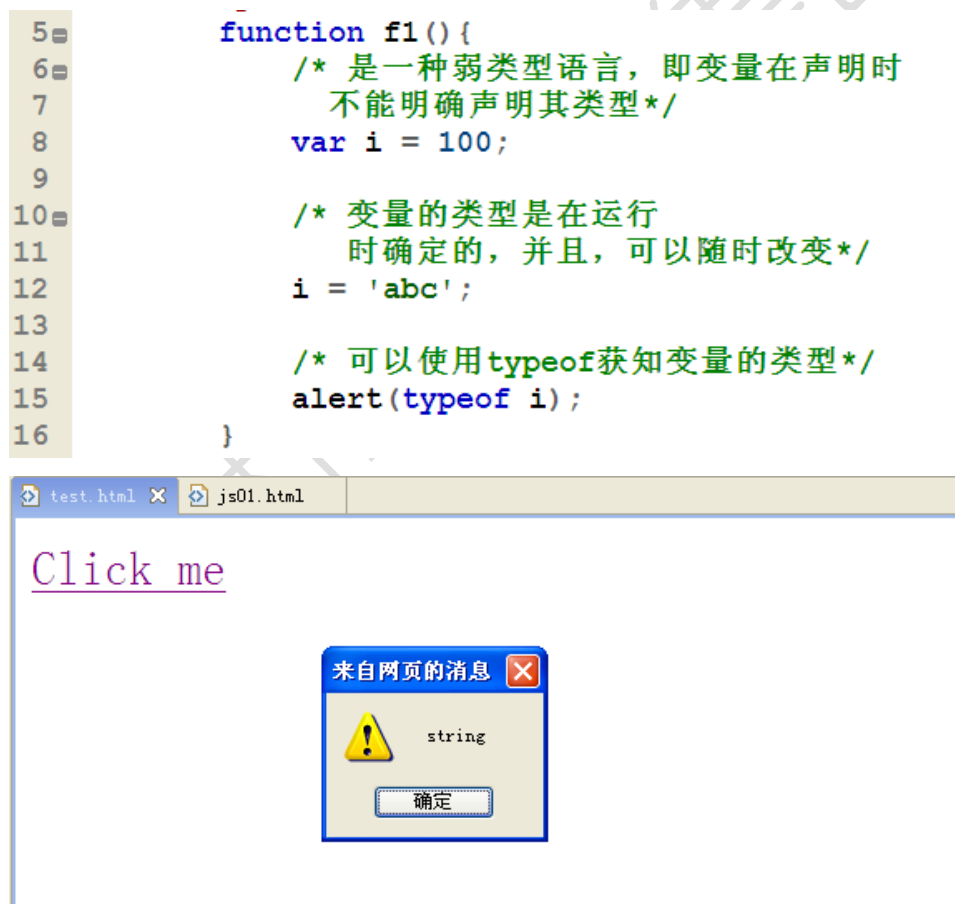 5 function f1(){
6 /* 是一种弱类型语言，即变量在声明时
7 不能明确声明其类型*/
8 var i = 100;
9
10 /* 变量的类型是在运行
11 时确定的，并且，可以随时改变*/
12 i = 'abc';
13
14 /* 可以使用typeof获知变量的类型*/
15 alert(typeof i);
16 }
test.html js01.html
Click me
来自网页的消息
string
确定